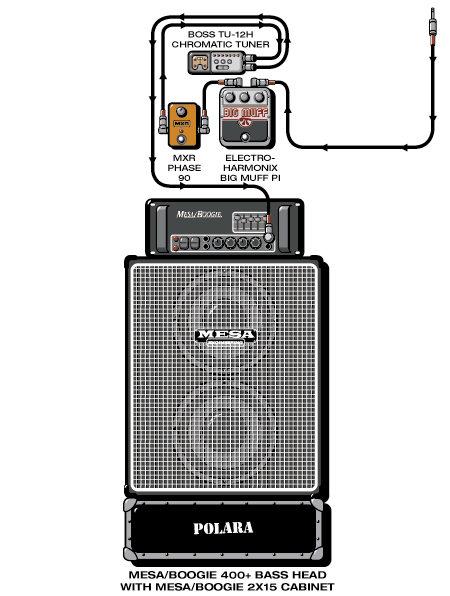 BOSS TU-12H
CHROMATIC TUNER
BIG MUFF
MXR
MXR
PHASE
90
ELECTRO-
HARMONIX
BIG MUFF PI
MESA/BOOGIE
MESA
POLARA
MESA/BOOGIE 400+ BASS HEAD
WITH MESA/BOOGIE 2X15 CABINET